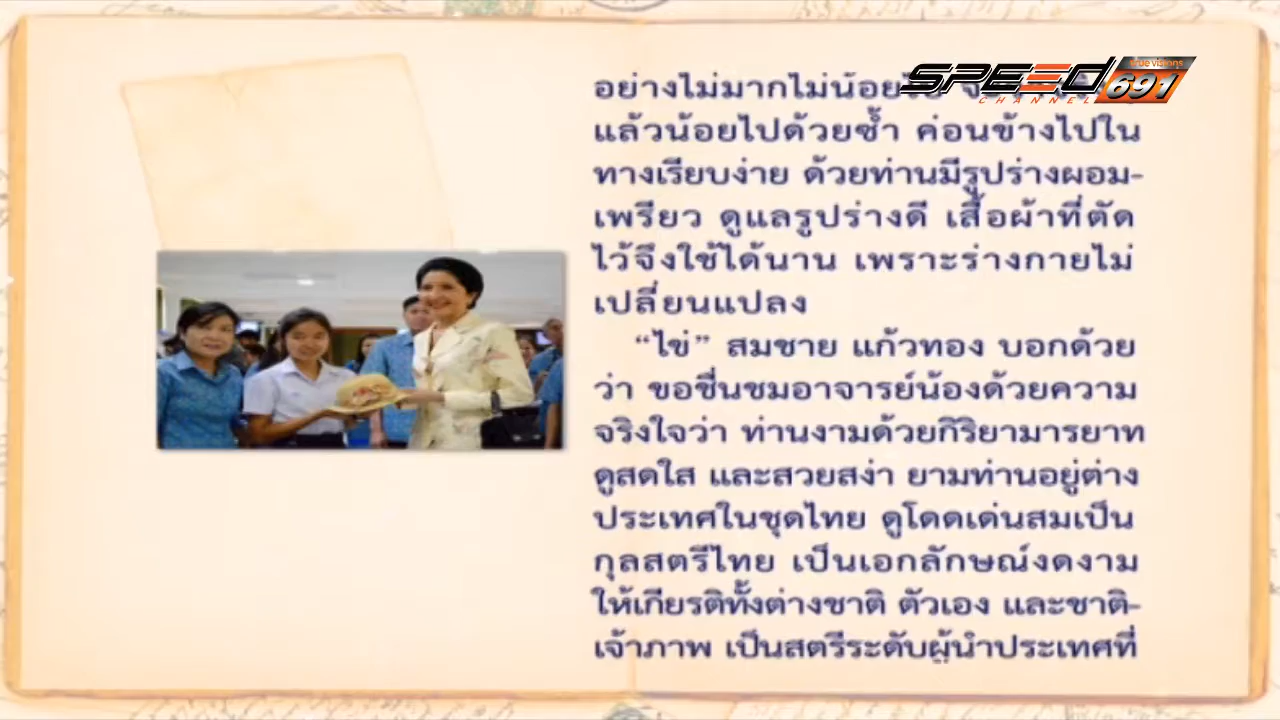 SPEED
CHANNEL
true visions
691
อย่างไม่มากไม่น้อยไป
แล้วน้อยไปด้วยซ้ำ ค่อนข้างไปใน
ทางเรียบง่าย ด้วยท่านมีรูปร่างผอม-
เพรียว ดูแลรูปร่างดี เสื้อผ้าที่ตัด
ไว้จึงใช้ได้นาน เพราะร่างกายไม่
เปลี่ยนแปลง
“ไข่” สมชาย แก้วทอง บอกด้วย
ว่า ขอชื่นชมอาจารย์น้องด้วยความ
จริงใจว่า ท่านงามด้วยกิริยามารยาท
ดูสดใส และสวยสง่า ยามท่านอยู่ต่าง
ประเทศในชุดไทย ดูโดดเด่นสมเป็น
กุลสตรีไทย เป็นเอกลักษณ์งดงาม
ให้เกียรติทั้งต่างชาติ ตัวเอง และชาติ-
เจ้าภาพ เป็นสตรีระดับผู้นำประเทศที่